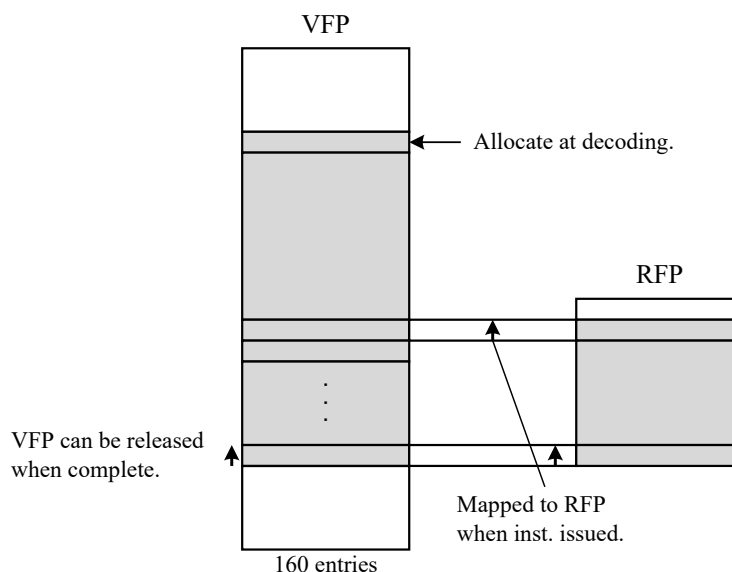 VFP
Allocate at decoding.
RFP
.
.
.
VFP can be released
when complete.
Mapped to RFP
when inst. issued.
160 entries